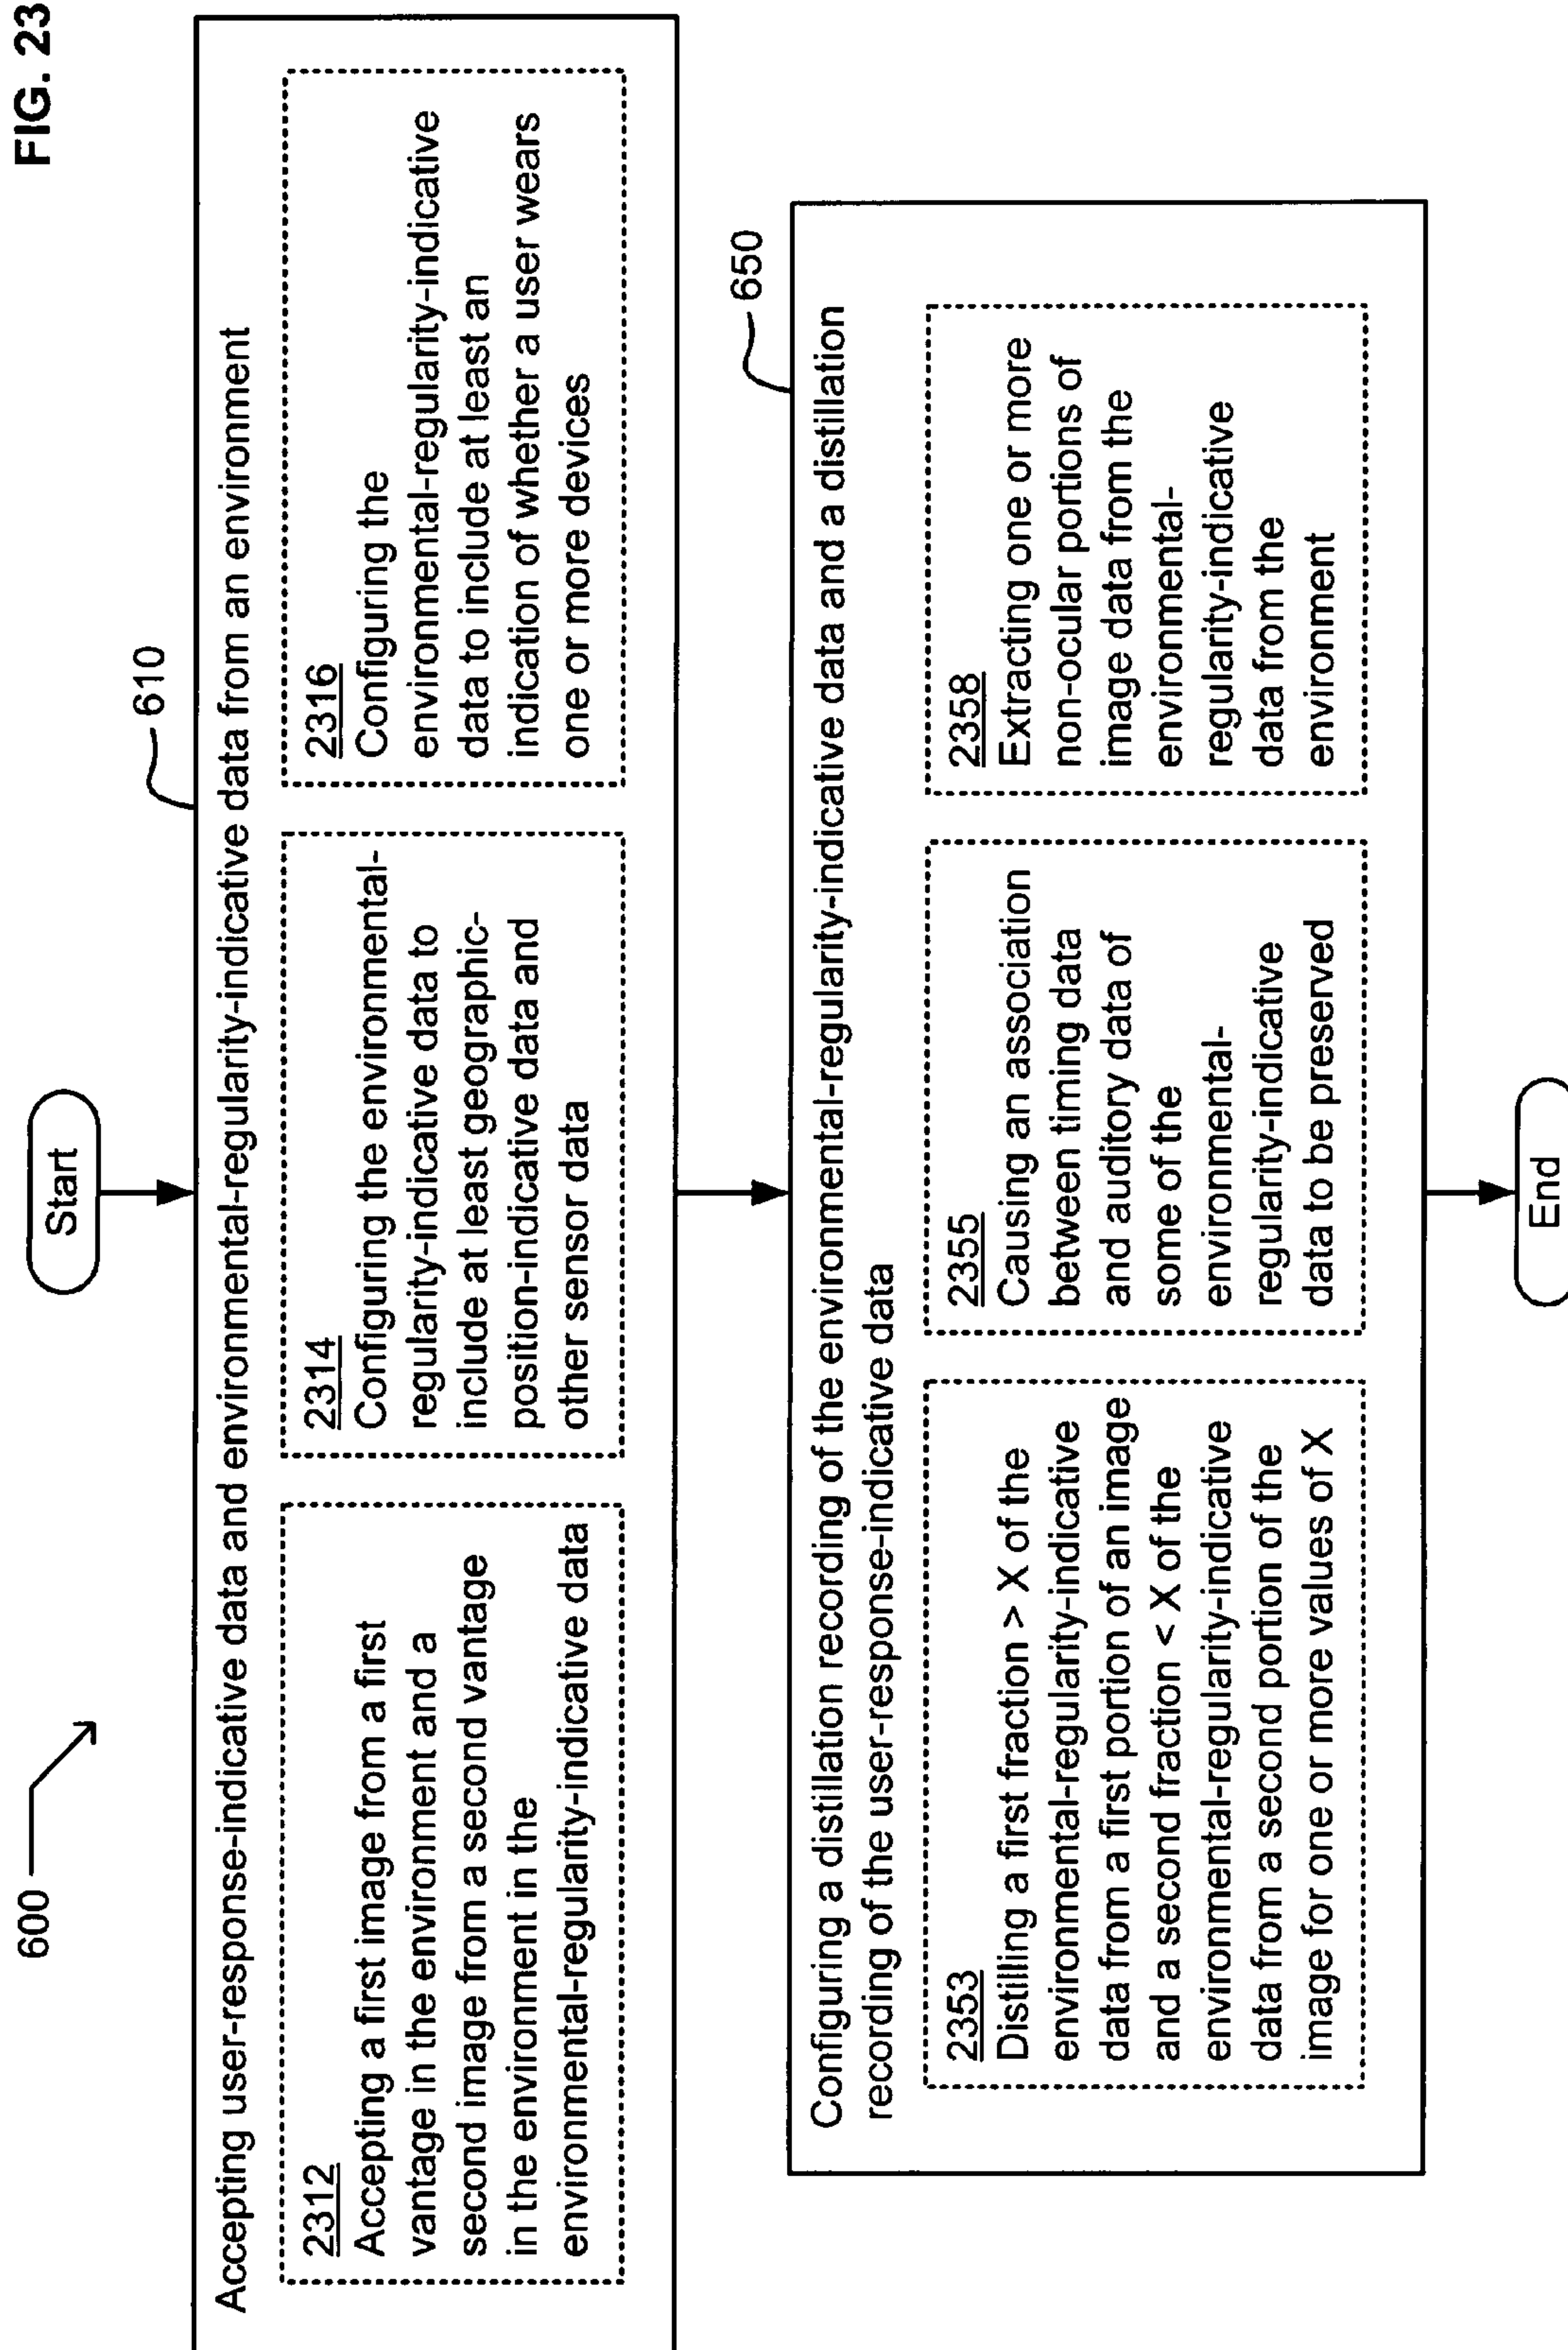 FIG. 23
600
Start
610
Accepting user-response-indicative data and environmental-regularity-indicative data from an environment
2312
Accepting a first image from a first
vantage in the environment and a
second image from a second vantage
in the environment in the
environmental-regularity-indicative data
2314
Configuring the environmental-
regularity-indicative data to
include at least geographic-
position-indicative data and
other sensor data
2316
Configuring the
environmental-regularity-indicative
data to include at least an
indication of whether a user wears
one or more devices
650
Configuring a distillation recording of the environmental-regularity-indicative data and a distillation
recording of the user-response-indicative data
2353
Distilling a first fraction > X of the
environmental-regularity-indicative
data from a first portion of an image
and a second fraction < X of the
environmental-regularity-indicative
data from a second portion of the
image for one or more values of X
2355
Causing an association
between timing data
and auditory data of
some of the
environmental-
regularity-indicative
data to be preserved
2358
Extracting one or more
non-ocular portions of
image data from the
environmental-
regularity-indicative
data from the
environment
End